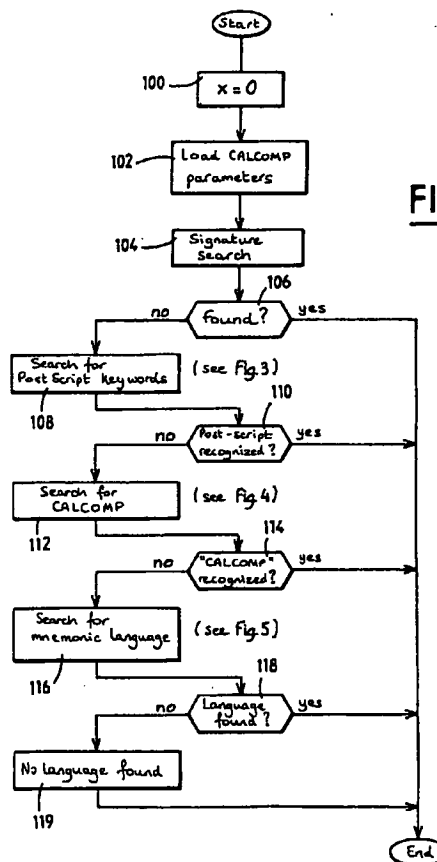 Start
100
x = 0
102
Load CALCOMP
parameters
FI
104
Signature
search
106
no
found?
yes
Search for
PostScript keywords
(see Fig.3)
108
110
no
Post-script
recognized?
yes
Search for
CALCOMP
(see Fig.4)
112
114
no
"CALCOMP"
recognized?
yes
Search for
mnemonic language
(see Fig.5)
116
118
no
Language
found?
yes
No language found
119
End